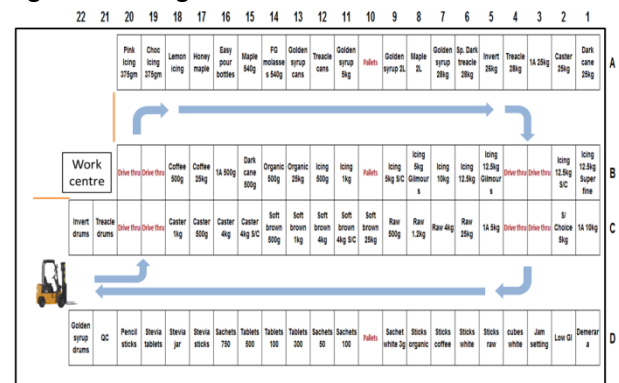 22 21 20 19 18 17 16 15 14 13 12 11 10 9 8 7 6 5 4 3 2 1
Pink Icing 375gm
Choc Icing 375gm
Lemon icing
Honey maple
Easy pour bottles
Maple 540g
FG molasses 540g
Golden syrup cans
Treacle cans
Golden syrup 5kg
Pallets
Golden syrup 2L
Maple 2L
Golden syrup 28kg
Sp. Dark treacle 28kg
Invert 25kg
Treacle 28kg
1A 25kg
Caster 25kg
Dark cane 25kg
A
Work centre
Drive thru
Drive thru
Coffee 500g
Coffee 25kg
1A 500g
Dark cane 500g
Organic 500g
Organic 25kg
Icing 500g
Icing 1kg
Pallets
Icing 5kg S/C
Icing 5kg Gilmours
Icing 10kg
Icing 12.5kg
Icing 12.5kg Gilmours
Drive thru
Drive thru
Icing 12.5kg S/C
Icing 12.5kg Super fine
B
Invert drums
Treacle drums
Drive thru
Drive thru
Caster 1kg
Caster 500g
Caster 4kg
Caster 4kg S/C
Soft brown 500g
Soft brown 1kg
Soft brown 4kg
Soft brown 4kg S/C
Soft brown 25kg
Raw 500g
Raw 1.2kg
Raw 4kg
Raw 25kg
1A 5kg
Drive thru
Drive thru
S/ Choice 5kg
1A 10kg
C
Golden syrup drums
QC
Pencil sticks
Stevia tablets
Stevia jar
Stevia sticks
Sachets 750
Tablets 500
Tablets 100
Tablets 300
Sachets 50
Sachets 100
Pallets
Sachet white 3g
Sticks organic
Sticks coffee
Sticks white
Sticks raw
cubes white
Jam setting
Low GI
Demerara
D